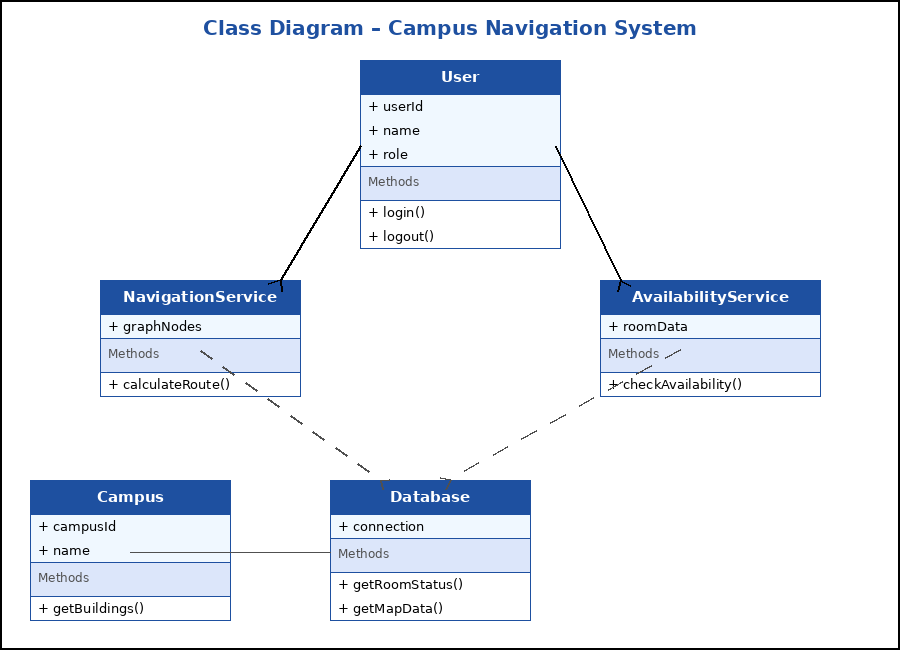 Class Diagram – Campus Navigation System
User
+ userId
+ name
+ role
Methods
+ login()
+ logout()
NavigationService
+ graphNodes
Methods
+ calculateRoute()
AvailabilityService
+ roomData
Methods
+ checkAvailability()
Campus
+ campusId
+ name
Methods
+ getBuildings()
Database
+ connection
Methods
+ getRoomStatus()
+ getMapData()